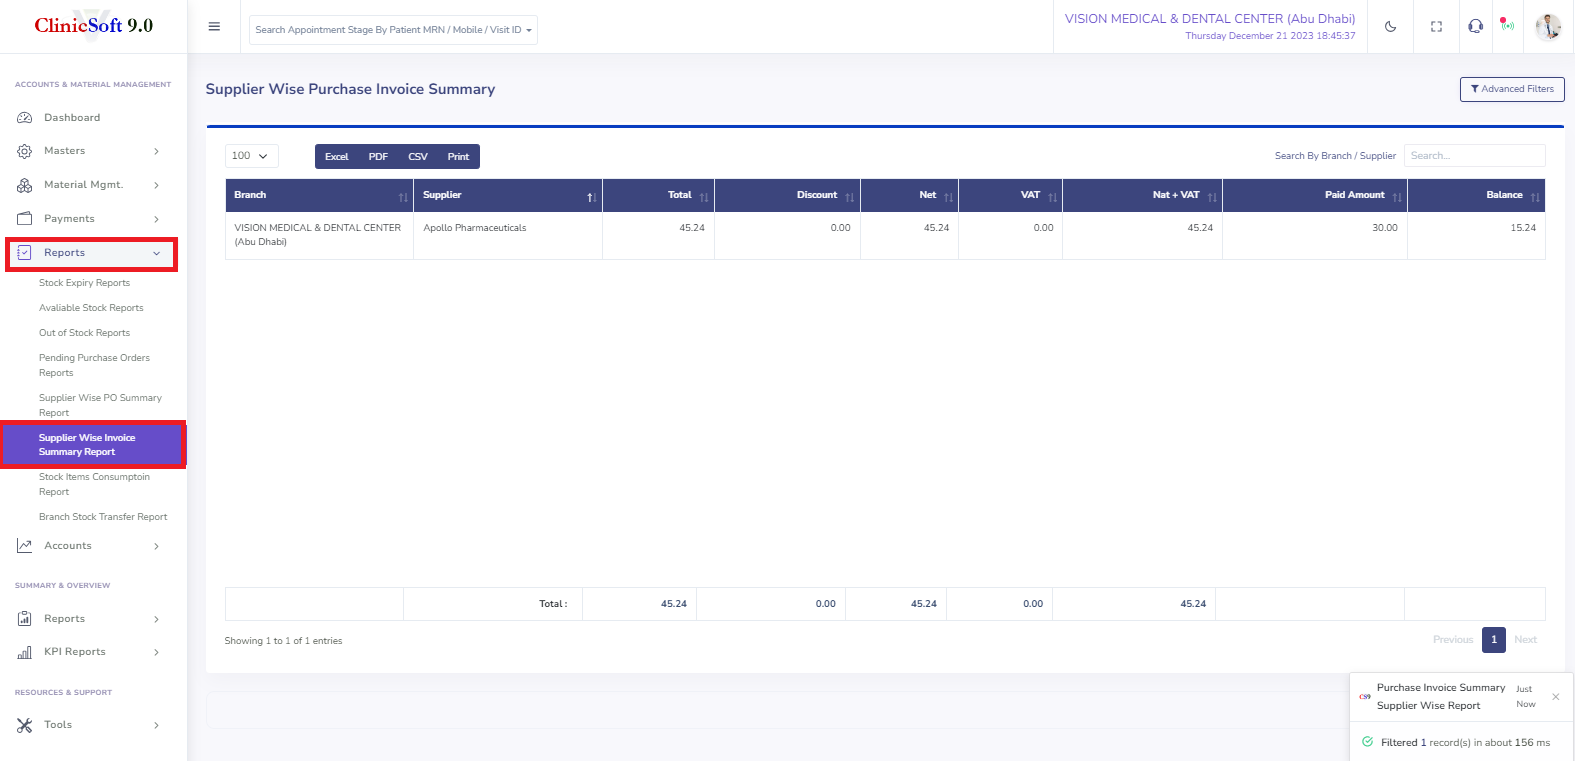 ClinicSoft 9.0
Search Appointment Stage By Patient MRN / Mobile / Visit ID
VISION MEDICAL & DENTAL CENTER (Abu Dhabi)
Thursday December 21 2023 18:45:37
ACCOUNTS & MATERIAL MANAGEMENT
Dashboard
Masters
Material Mgmt.
Payments
Reports
Stock Expiry Reports
Avaliable Stock Reports
Out of Stock Reports
Pending Purchase Orders
Reports
Supplier Wise PO Summary
Report
Supplier Wise Invoice
Summary Report
Stock Items Consumptoin
Report
Branch Stock Transfer Report
Accounts
SUMMARY & OVERVIEW
Reports
KPI Reports
RESOURCES & SUPPORT
Tools
Supplier Wise Purchase Invoice Summary
Advanced Filters
100
Excel PDF CSV Print
Search By Branch / Supplier Search...
Branch Supplier Total Discount Net VAT Nat + VAT Paid Amount Balance
VISION MEDICAL & DENTAL CENTER Apollo Pharmaceuticals 45.24 0.00 45.24 0.00 45.24 30.00 15.24
(Abu Dhabi)
Total : 45.24 0.00 45.24 0.00 45.24
Showing 1 to 1 of 1 entries
Previous 1 Next
CS9 Purchase Invoice Summary Just
Supplier Wise Report Now
Filtered 1 record(s) in about 156 ms